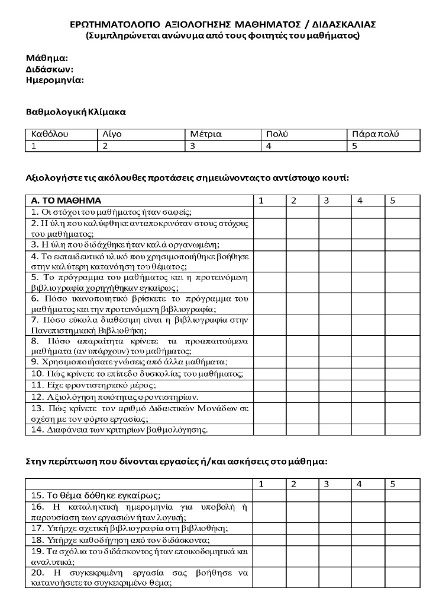 ΕΡΩΤΗΜΑΤΟΛΟΓΙΟ ΑΞΙΟΛΟΓΗΣΗΣ ΜΑΘΗΜΑΤΟΣ / ΔΙΔΑΣΚΑΛΙΑΣ
(Συμπληρώνεται ανώνυμα από τους φοιτητές του μαθήματος)
Μάθημα:
Διδάσκων:
Ημερομηνία:
Βαθμολογική Κλίμακα
Καθόλου Λίγο Μέτρια Πολύ Πάρα πολύ
1 2 3 4 5
Αξιολογήστε τις ακόλουθες προτάσεις σημειώνοντας το αντίστοιχο κουτί:
Α. ΤΟ ΜΑΘΗΜΑ 1 2 3 4 5
1. Οι στόχοι του μαθήματος ήταν σαφείς;
2. Η ύλη που καλύφθηκε ανταποκρινόταν στους στόχους
του μαθήματος;
3. Η ύλη που διδάχθηκε ήταν καλά οργανωμένη;
4. Το εκπαιδευτικό υλικό που χρησιμοποιήθηκε βοήθησε
στην καλύτερη κατανόηση του θέματος;
5. Το πρόγραμμα του μαθήματος και η προτεινόμενη
βιβλιογραφία χορηγήθηκαν εγκαίρως;
6. Πόσο ικανοποιητικό βρίσκετε το πρόγραμμα του
μαθήματος και την προτεινόμενη βιβλιογραφία;
7. Πόσο εύκολα διαθέσιμη είναι η βιβλιογραφία στην
Πανεπιστημιακή Βιβλιοθήκη;
8. Πόσο απαραίτητα κρίνετε τα προαπαιτούμενα
μαθήματα (αν υπάρχουν) του μαθήματος;
9. Χρησιμοποιήσατε γνώσεις από άλλα μαθήματα;
10. Πώς κρίνετε το επίπεδο δυσκολίας του μαθήματος;
11. Είχε φροντιστηριακό μέρος;
12. Αξιολόγηση ποιότητας φροντιστηρίων.
13. Πώς κρίνετε τον αριθμό Διδακτικών Μονάδων σε
σχέση με τον φόρτο εργασίας;
14. Διαφάνεια των κριτηρίων βαθμολόγησης.
Στην περίπτωση που δίνονται εργασίες ή/και ασκήσεις στο μάθημα:
1 2 3 4 5
15. Το θέμα δόθηκε εγκαίρως;
16. Η καταληκτική ημερομηνία για υποβολή ή
παρουσίαση των εργασιών ήταν λογική;
17. Υπήρχε σχετική βιβλιογραφία στη βιβλιοθήκη;
18. Υπήρχε καθοδήγηση από τον διδάσκοντα;
19. Τα σχόλια του διδάσκοντος ήταν εποικοδομητικά και
αναλυτικά;
20. Η συγκεκριμένη εργασία σας βοήθησε να
κατανοήσετε το συγκεκριμένο θέμα;